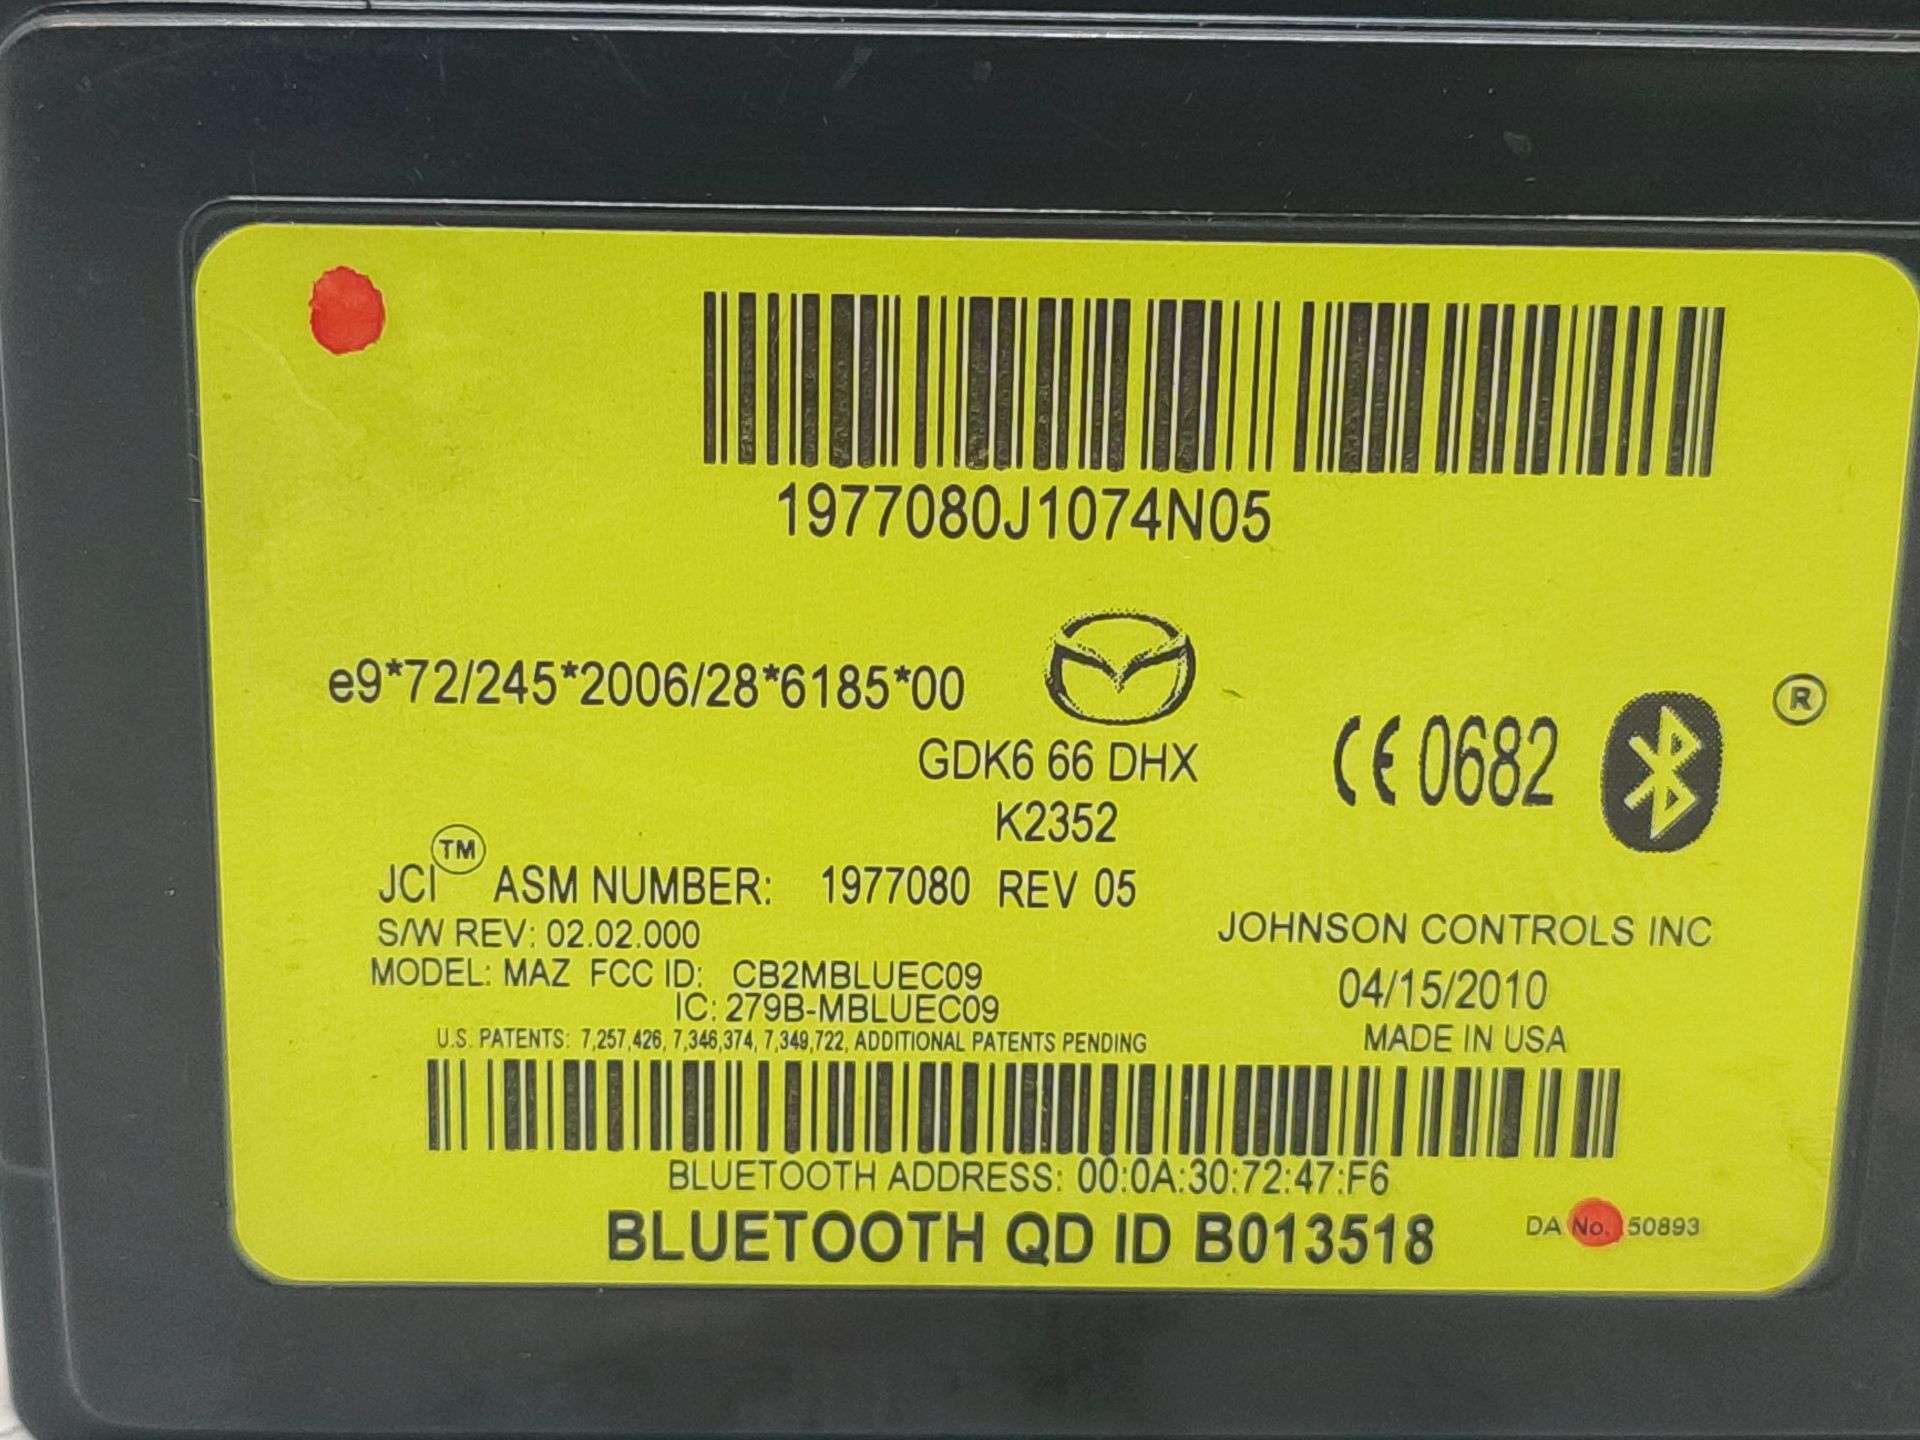 1977080J1074N05
e9*72/245*2006/28*6185*00
GDK6 66 DHX
K2352
CE 0682
®
JCI™ ASM NUMBER: 1977080 REV 05
S/W REV: 02.02.000
MODEL: MAZ FCC ID: CB2MBLUEC09
IC: 279B-MBLUEC09
JOHNSON CONTROLS INC
04/15/2010
MADE IN USA
U.S. PATENTS: 7,257,426, 7,346,374, 7,349,722, ADDITIONAL PATENTS PENDING
BLUETOOTH ADDRESS: 00:0A:30:72:47:F6
BLUETOOTH QD ID B013518
DA No. 50893